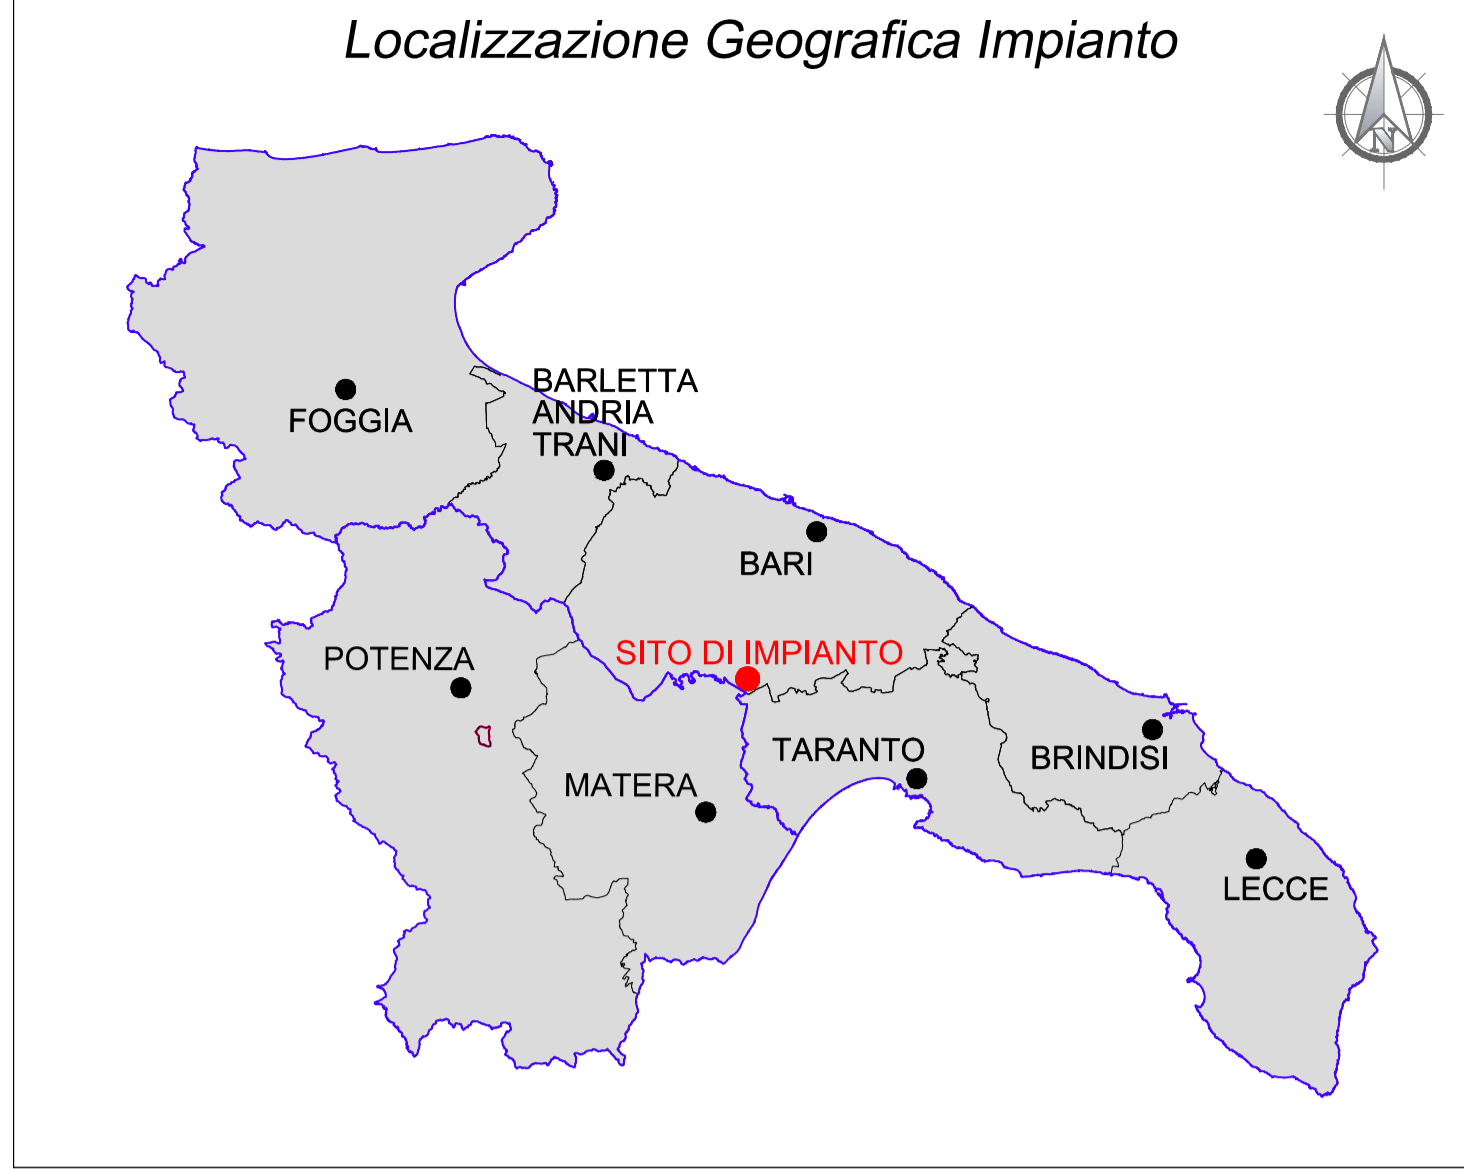 Localizzazione Geografica Impianto
N
BARLETTA
ANDRIA
TRANI
FOGGIA
BARI
SITO DI IMPIANTO
POTENZA
TARANTO
BRINDISI
MATERA
LECCE